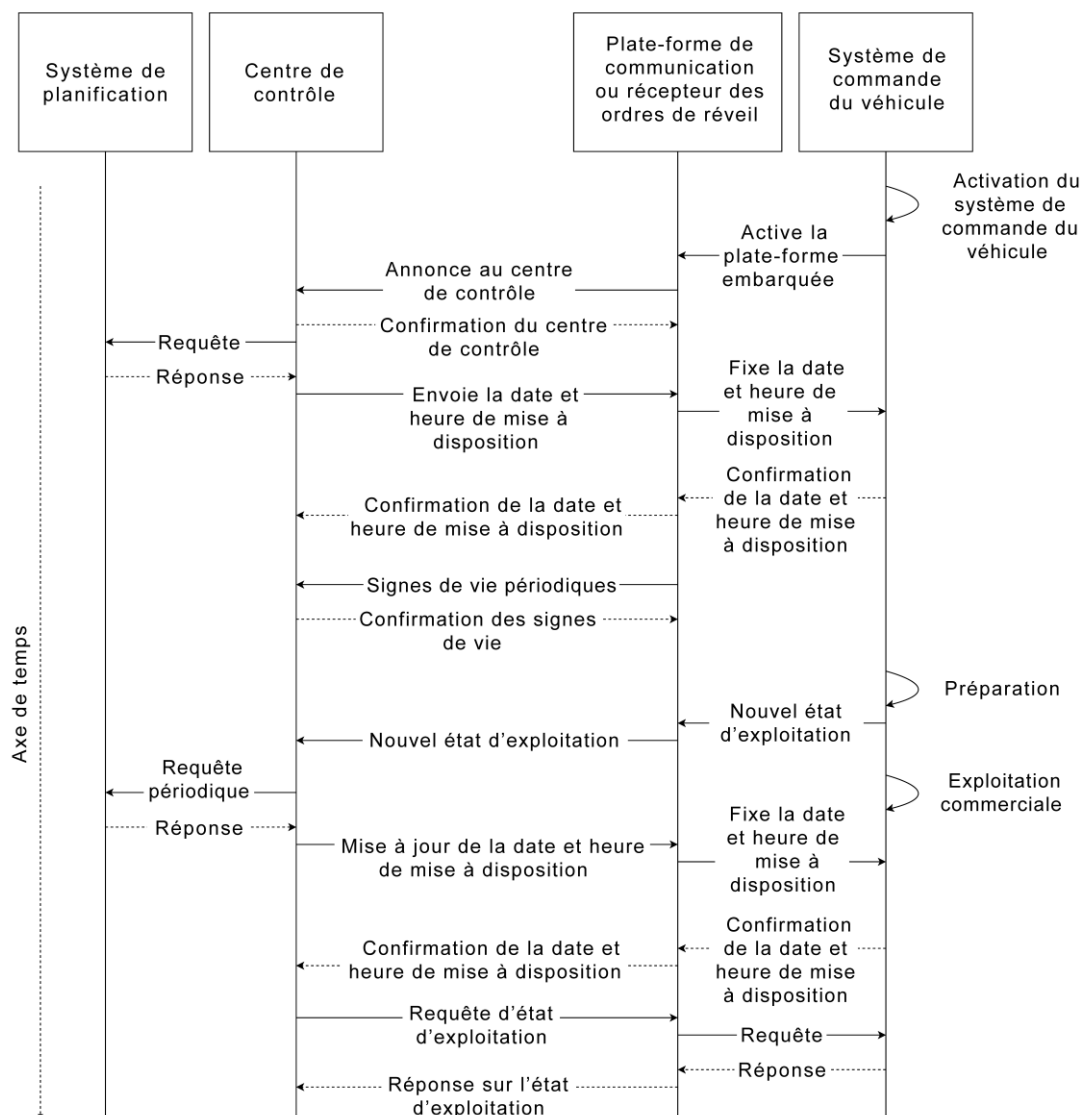 Système de
planification
Centre de
contrôle
Plate-forme de
communication
ou récepteur des
ordres de réveil
Système de
commande
du véhicule
Activation du
système de
commande du
véhicule
Active la
plate-forme
embarquée
Annonce au centre
de contrôle
Confirmation du centre
de contrôle
Requête
Réponse
Envoie la date et
heure de mise à
disposition
Fixe la date
et heure de
mise à
disposition
Confirmation
de la date et
heure de mise
à disposition
Confirmation de la date et
heure de mise à disposition
Signes de vie périodiques
Confirmation des signes
de vie
Axe de temps
Préparation
Nouvel état
d'exploitation
Nouvel état d'exploitation
Requête
périodique
Exploitation
commerciale
Réponse
Fixe la date
et heure de
mise à
disposition
Mise à jour de la date et heure
de mise à disposition
Confirmation
de la date et
heure de mise
à disposition
Confirmation de la date et
heure de mise à disposition
Requête d’état
d’exploitation
Requête
Réponse
Réponse sur l’état
d’exploitation